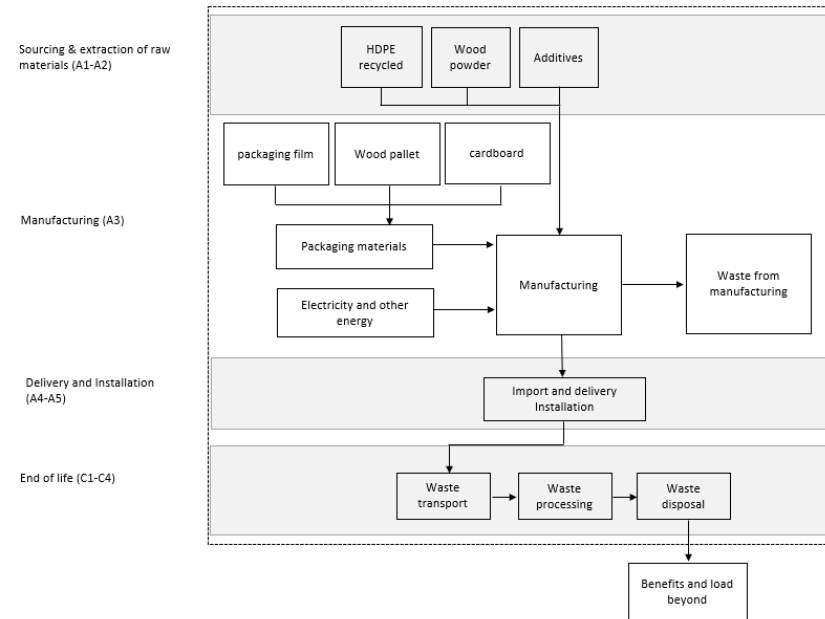 Sourcing & extraction of raw
materials (A1-A2)
HDPE
recycled
Wood
powder
Additives
packaging film
Wood pallet
cardboard
Manufacturing (A3)
Packaging materials
Manufacturing
Waste from
manufacturing
Electricity and other
energy
Delivery and Installation
(A4-A5)
Import and delivery
Installation
End of life (C1-C4)
Waste
transport
Waste
processing
Waste
disposal
Benefits and load
beyond